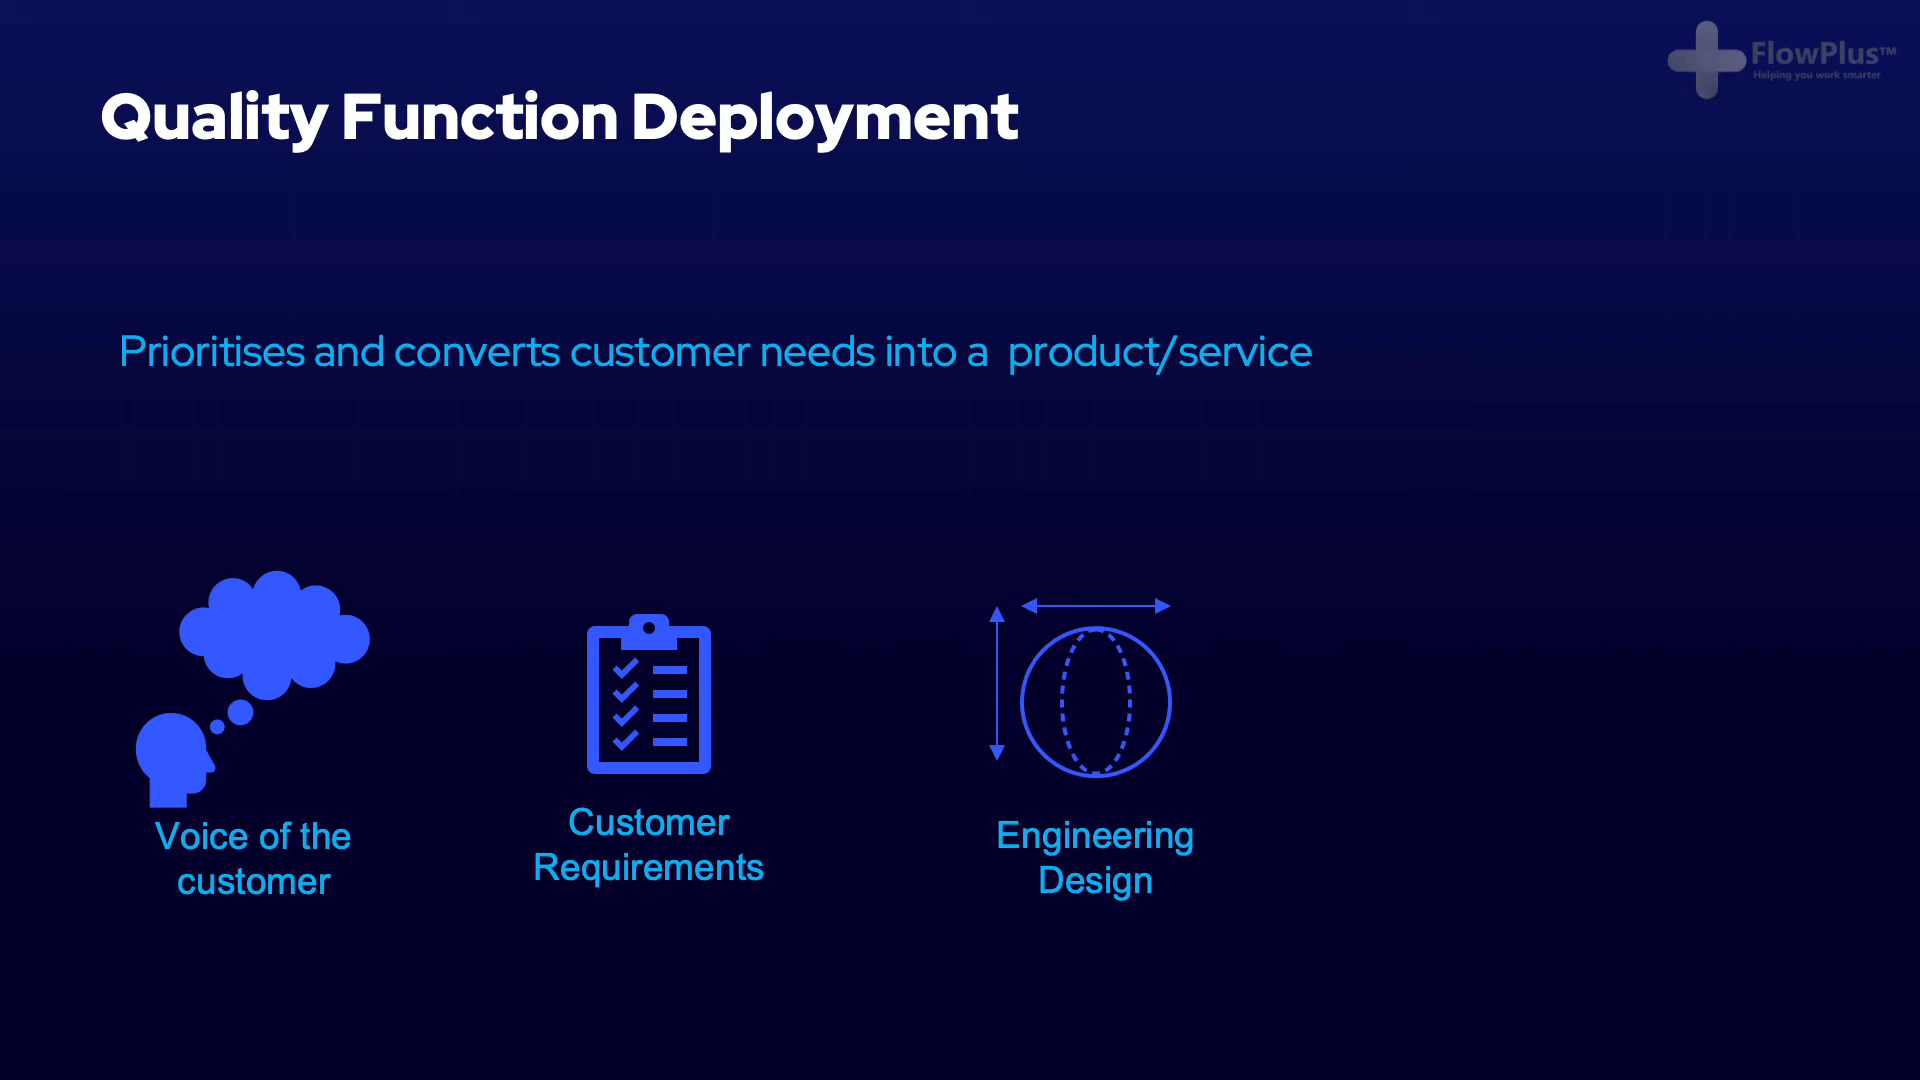 FlowPlus™
Helping you work smarter
Quality Function Deployment
Prioritises and converts customer needs into a product/service
Voice of the
customer
Customer
Requirements
Engineering
Design